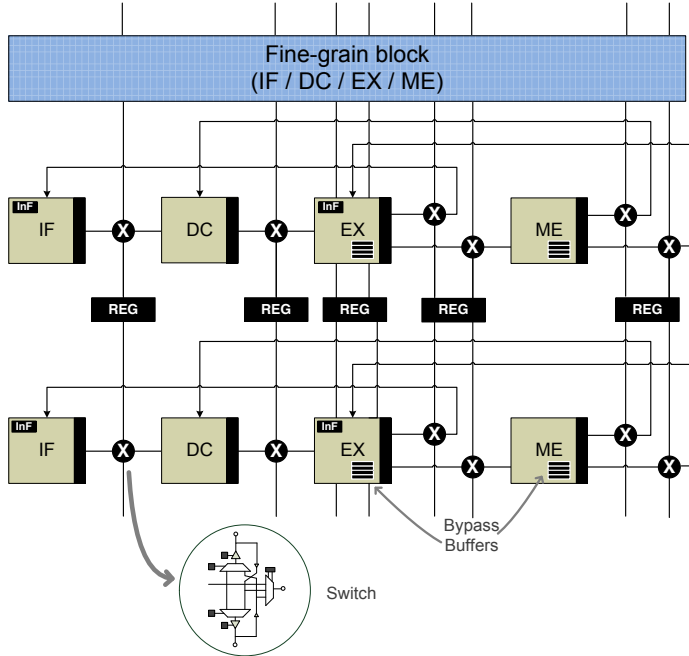 Fine-grain block
(IF / DC / EX / ME)
InF
IF
X
DC
X
InF
EX
X
X
ME
X
X
REG
REG
REG
REG
REG
InF
IF
X
DC
X
InF
EX
X
X
ME
X
X
Bypass
Buffers
Switch